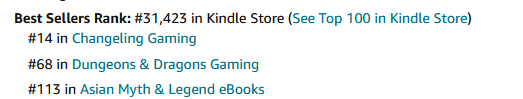 Best Sellers Rank: #31,423 in Kindle Store (See Top 100 in Kindle Store)
#14 in Changeling Gaming
#68 in Dungeons & Dragons Gaming
#113 in Asian Myth & Legend eBooks